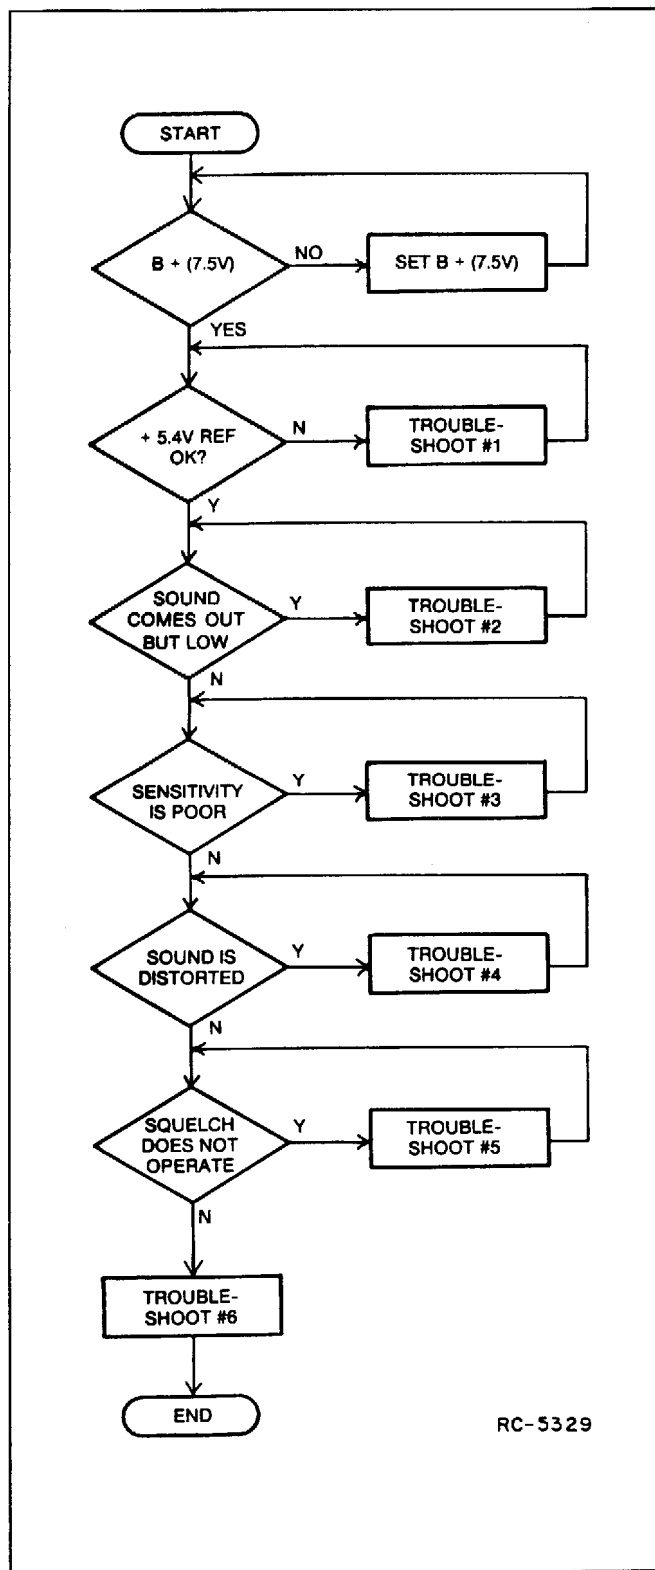 START
B + (7.5V)
NO
SET B + (7.5V)
YES
+ 5.4V REF
OK?
N
TROUBLE-
SHOOT #1
Y
SOUND
COMES OUT
BUT LOW
Y
TROUBLE-
SHOOT #2
N
SENSITIVITY
IS POOR
Y
TROUBLE-
SHOOT #3
N
SOUND IS
DISTORTED
Y
TROUBLE-
SHOOT #4
N
SQUELCH
DOES NOT
OPERATE
Y
TROUBLE-
SHOOT #5
N
TROUBLE-
SHOOT #6
END
RC-5329